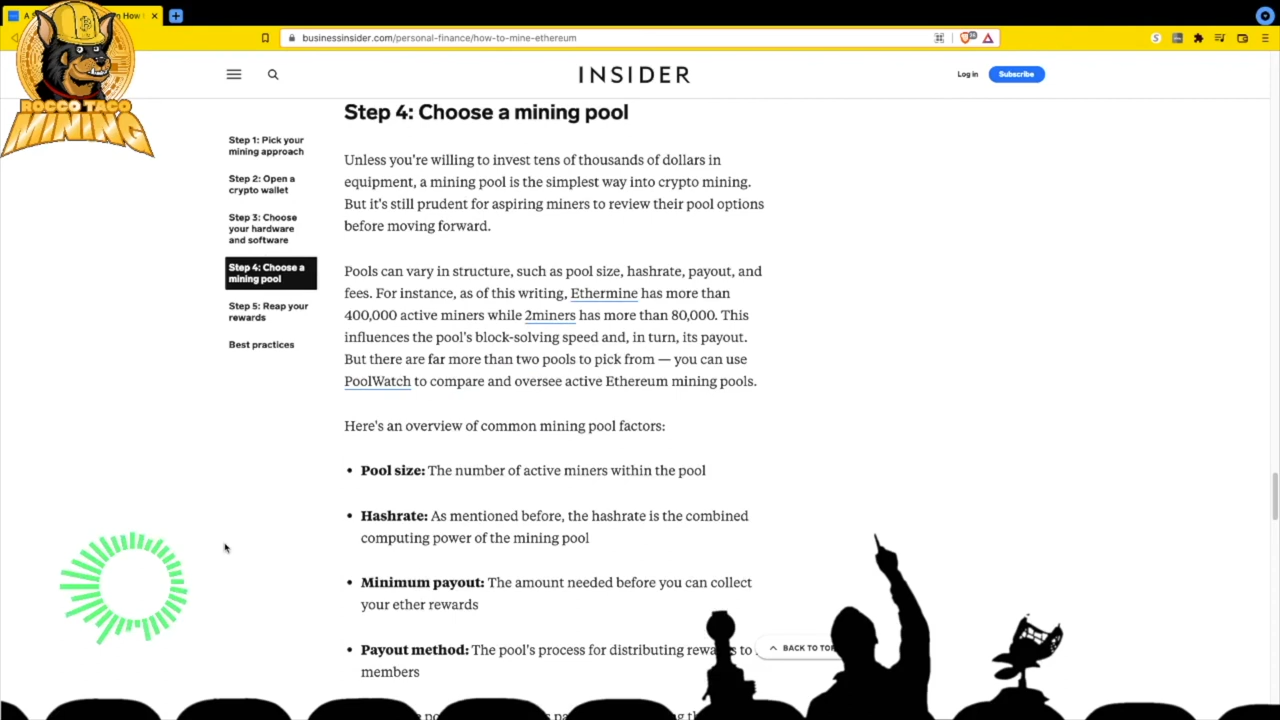 businessinsider.com/personal-finance/how-to-mine-ethereum
ROCCO TACO
MINING
INSIDER
Log in
Subscribe
Step 1: Pick your
mining approach
Step 2: Open a
crypto wallet
Step 3: Choose
your hardware
and software
Step 4: Choose a
mining pool
Step 5: Reap your
rewards
Best practices
Step 4: Choose a mining pool
Unless you're willing to invest tens of thousands of dollars in
equipment, a mining pool is the simplest way into crypto mining.
But it's still prudent for aspiring miners to review their pool options
before moving forward.
Pools can vary in structure, such as pool size, hashrate, payout, and
fees. For instance, as of this writing, Ethermine has more than
400,000 active miners while 2miners has more than 80,000. This
influences the pool's block-solving speed and, in turn, its payout.
But there are far more than two pools to pick from — you can use
PoolWatch to compare and oversee active Ethereum mining pools.
Here's an overview of common mining pool factors:
• Pool size: The number of active miners within the pool
• Hashrate: As mentioned before, the hashrate is the combined
computing power of the mining pool
• Minimum payout: The amount needed before you can collect
your ether rewards
• Payout method: The pool's process for distributing rewards to
members
BACK TO TOP